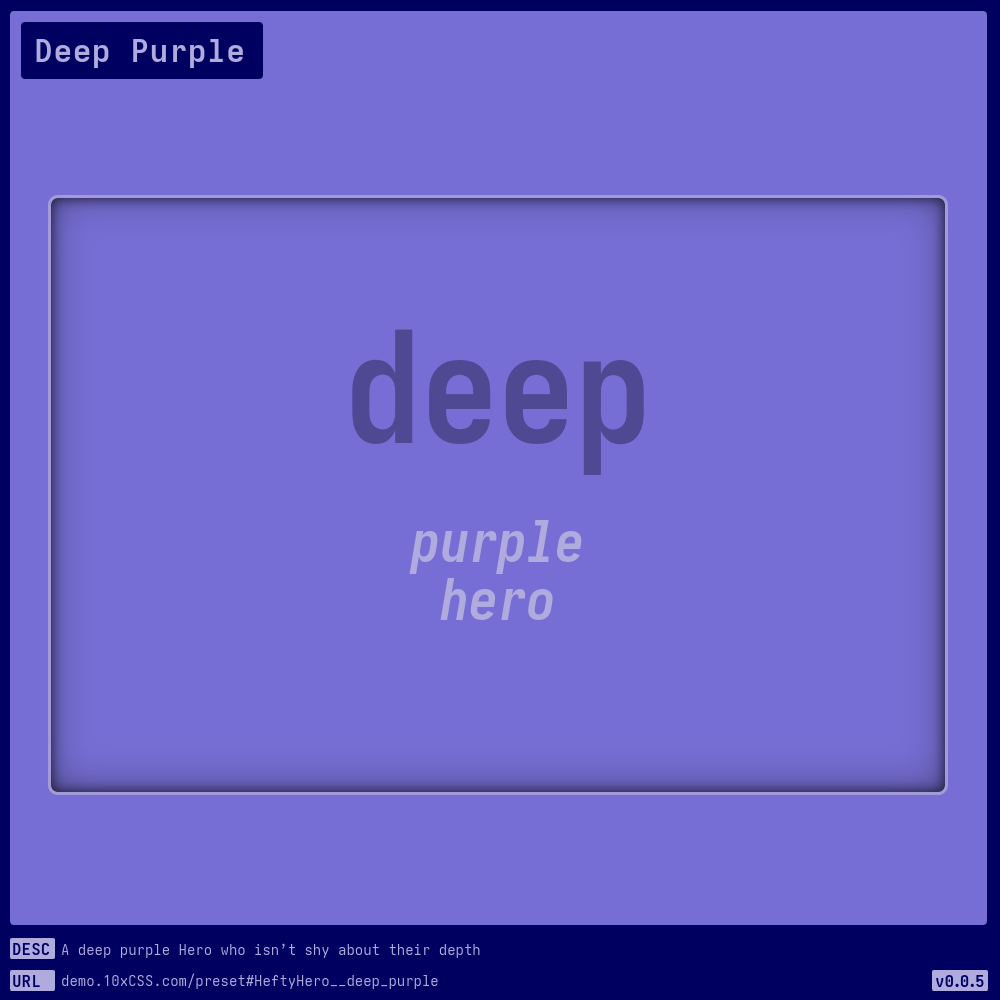 Deep Purple
deep
purple
hero
DESC A deep purple Hero who isn’t shy about their depth
URL demo.10xCSS.com/preset#HeftyHero__deep_purple
v0.0.5